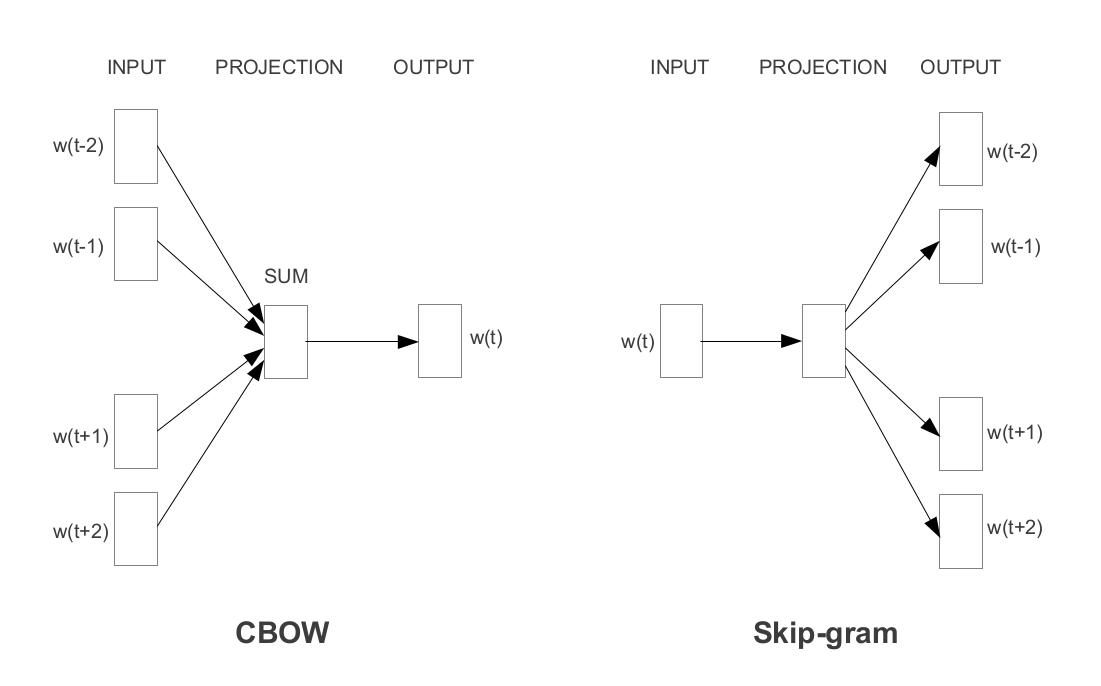 INPUT PROJECTION OUTPUT
w(t-2)
w(t-1)
SUM
w(t)
w(t+1)
w(t+2)
CBOW
INPUT PROJECTION OUTPUT
w(t-2)
w(t-1)
w(t)
w(t+1)
w(t+2)
Skip-gram